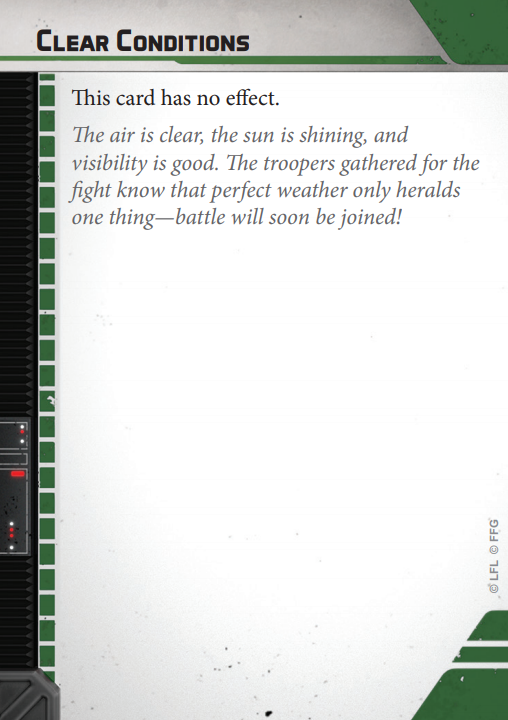 Clear Conditions
This card has no effect.
The air is clear, the sun is shining, and
visibility is good. The troopers gathered for the
fight know that perfect weather only heralds
one thing—battle will soon be joined!
© LFL © FFG